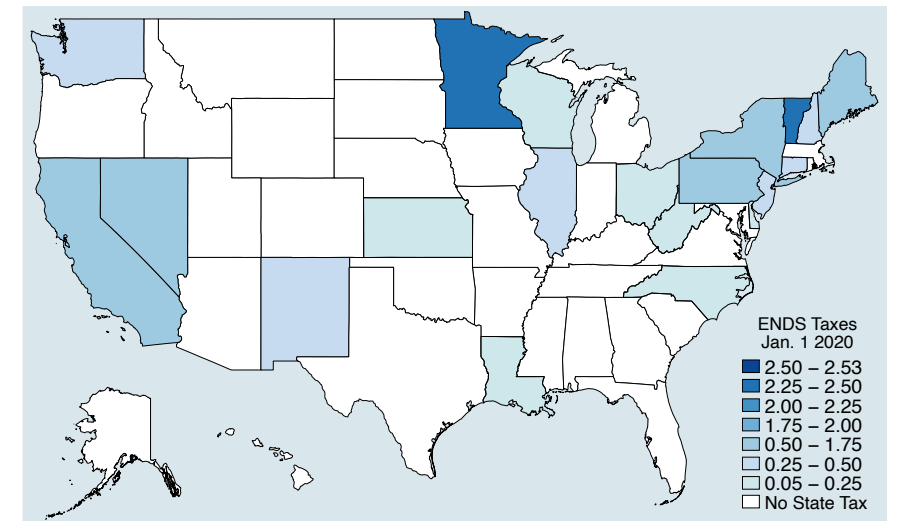 ENDS Taxes
Jan. 1 2020
2.50 – 2.53
2.25 – 2.50
2.00 – 2.25
1.75 – 2.00
0.50 – 1.75
0.25 – 0.50
0.05 – 0.25
No State Tax